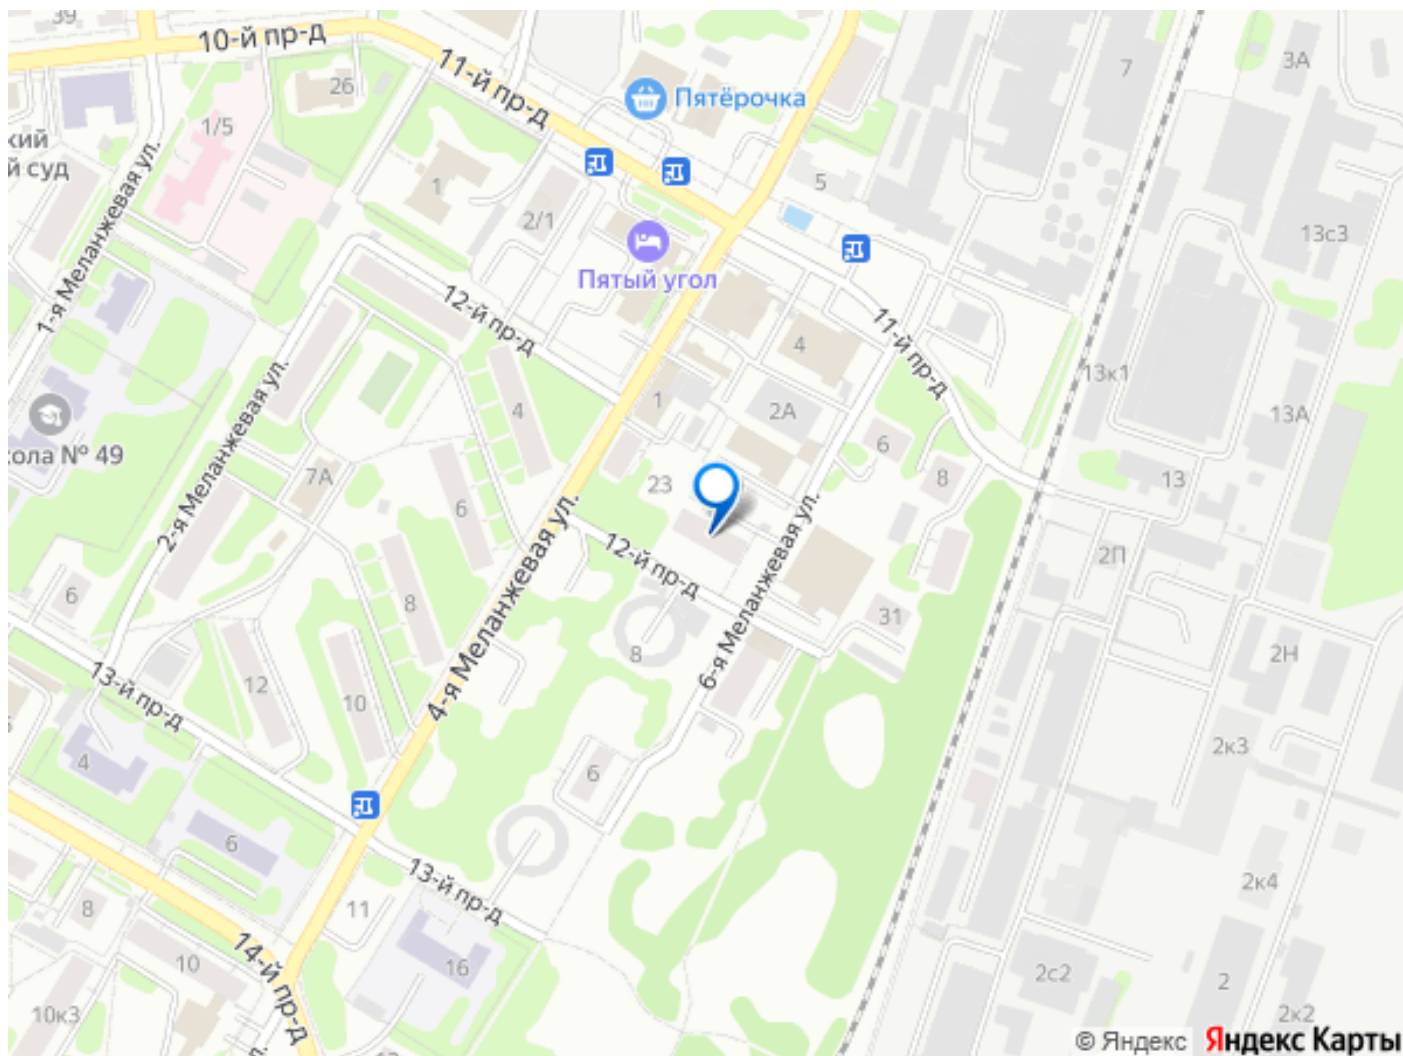 39
10-й пр-д
11-й пр-д
7
3А
26
Пятёрочка
1/5
кий
й суд
1
5
2/1
13с3
1-я Меланжевая ул.
Пятый угол
12-й пр-д
11-й пр-д
4
13к1
2-я Меланжевая ул.
4
1
2А
13А
6
кола № 49
7А
23
8
13
6
4-я Меланжевая ул.
6-я Меланжевая ул.
12-й пр-д
2П
6
8
31
8
2Н
13-й пр-д
12
10
2к3
4
6
6
13-й пр-д
2к4
8
11
14-й пр-д
10
16
2с2
2
10к3
2к2
© Яндекс
Яндекс Карты